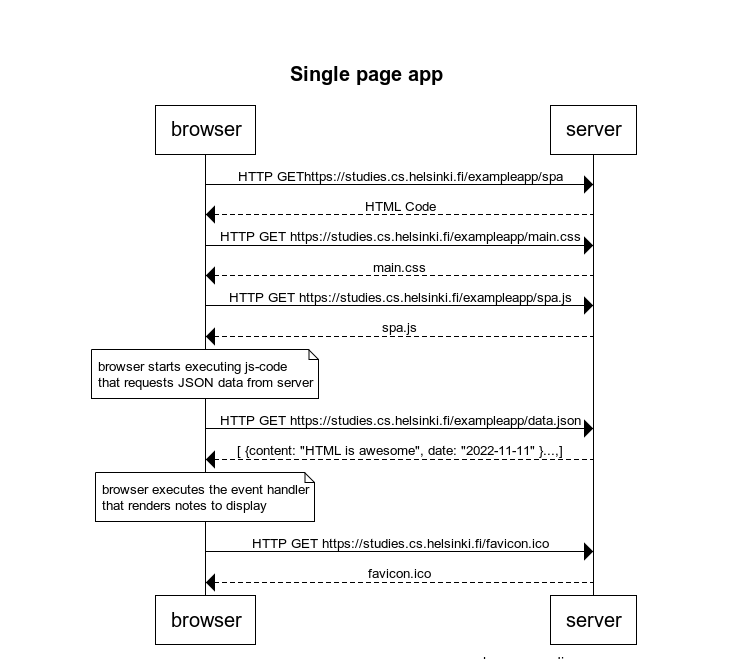 Single page app
browser
server
HTTP GEThttps://studies.cs.helsinki.fi/exampleapp/spa
HTML Code
HTTP GET https://studies.cs.helsinki.fi/exampleapp/main.css
main.css
HTTP GET https://studies.cs.helsinki.fi/exampleapp/spa.js
spa.js
browser starts executing js-code
that requests JSON data from server
HTTP GET https://studies.cs.helsinki.fi/exampleapp/data.json
[ {content: "HTML is awesome", date: "2022-11-11" }...,]
browser executes the event handler
that renders notes to display
HTTP GET https://studies.cs.helsinki.fi/favicon.ico
favicon.ico
browser
server